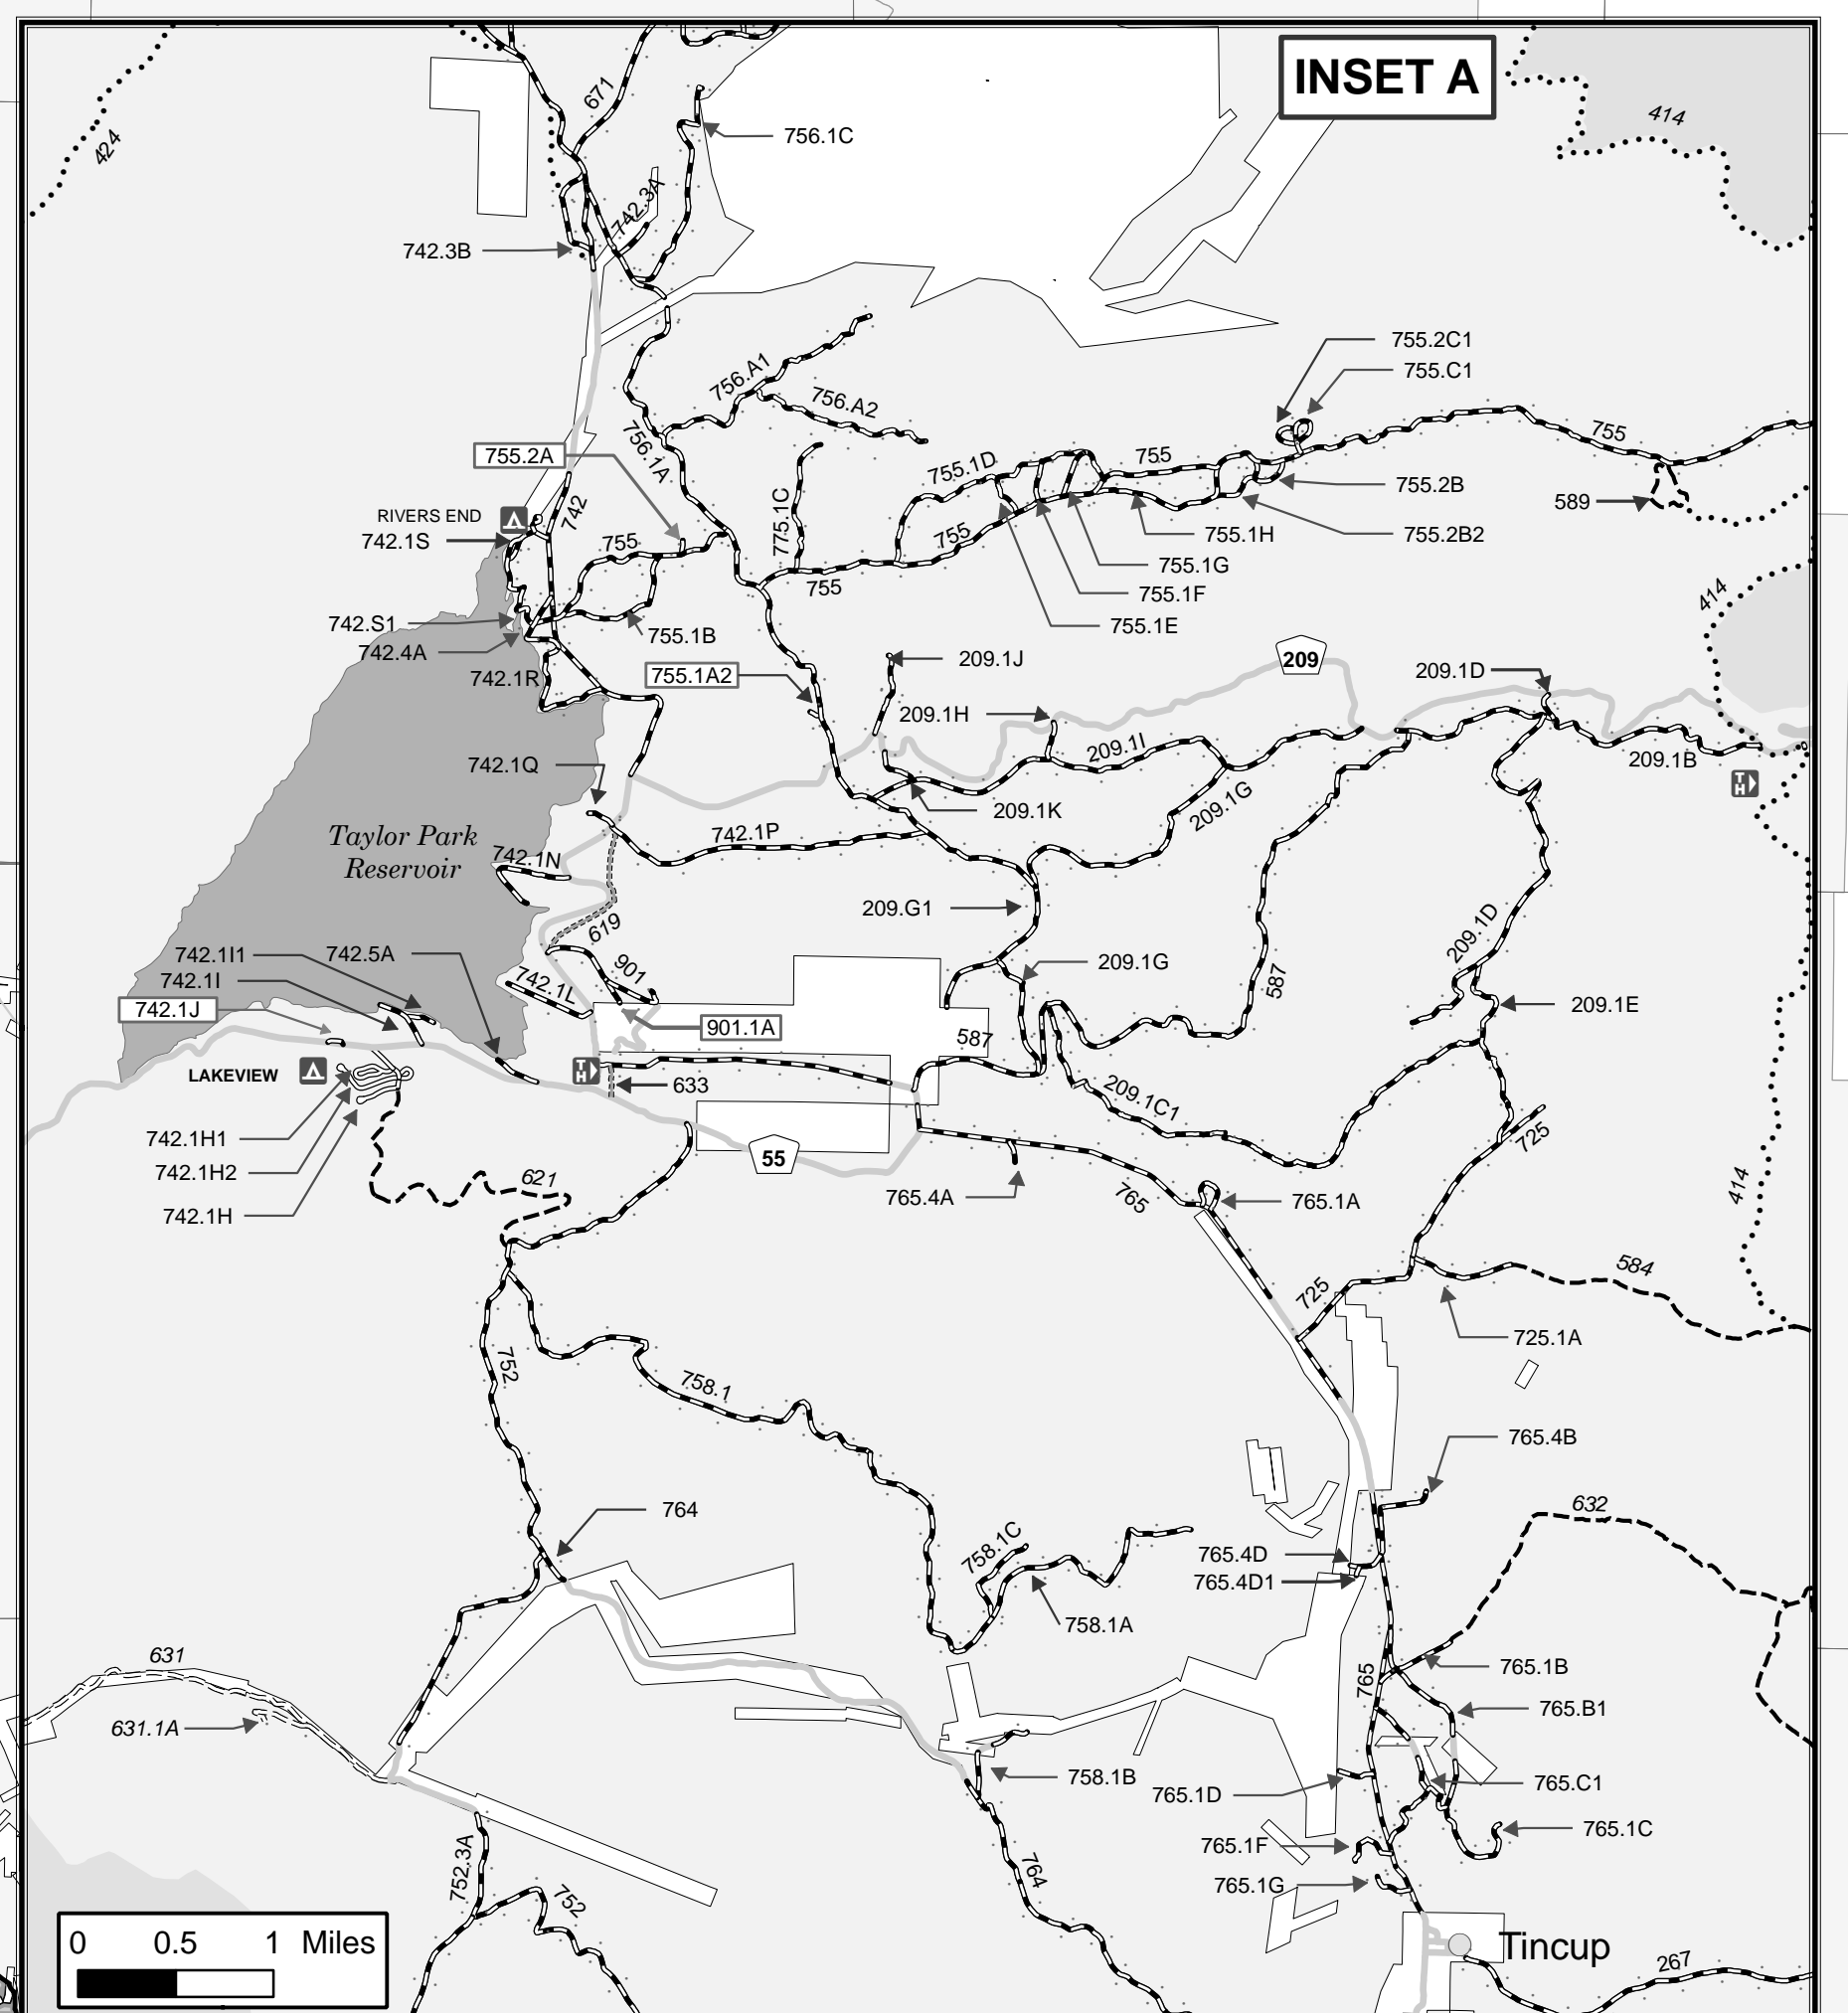 INSET A
424
671
756.1C
414
742.3A
742.3B
755.2C1
755.C1
756.A1
756.A2
755
755.2A
756.1A
755.1D
755
755.2B
589
RIVERS END
742.1S
742
775.1C
755
755
755
755.1H
755.2B2
755.1G
755.1F
755.1E
414
742.S1
742.4A
755.1B
742.1R
755.1A2
209.1J
209
209.1D
209.1H
209.1I
209.1B
TH
742.1Q
209.1K
209.1G
Taylor Park
Reservoir
742.1P
742.1N
209.G1
619
209.1D
742.1I1
742.5A
901
209.1G
742.1I
742.1L
587
209.1E
742.1J
901.1A
587
LAKEVIEW
TH
633
209.1C1
742.1H1
725
742.1H2
55
621
765.4A
765
765.1A
414
742.1H
584
725
725.1A
752
758.1
765.4B
764
632
758.1C
765.4D
765.4D1
758.1A
631
765
765.1B
631.1A
765.B1
758.1B
765.1D
765.C1
765.1C
765.1F
764
752.3A
765.1G
752
Tincup
267
0 0.5 1 Miles